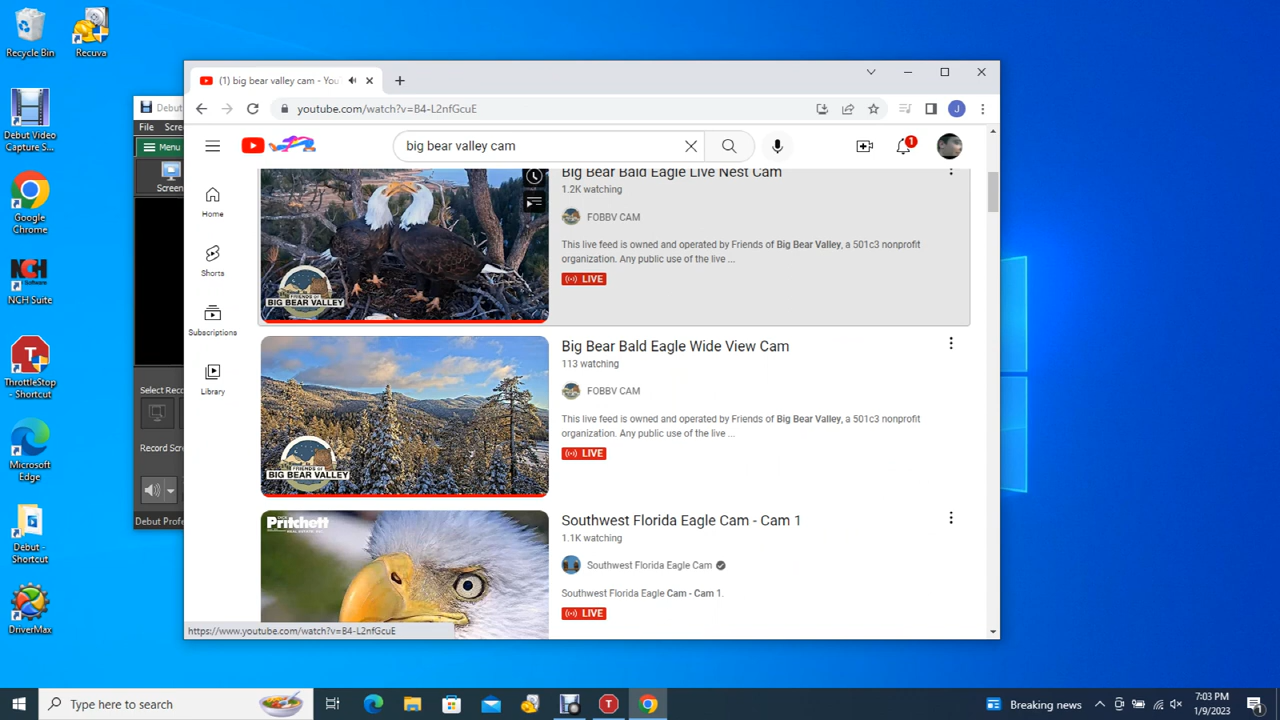 Recycle Bin
Recuva
Debut Video
Capture S...
Google
Chrome
NCH Suite
ThrottleStop
- Shortcut
Microsoft
Edge
Debut -
Shortcut
DriverMax
Debut
File Scre
Menu
Screen
Select Reco
Record Scre
Debut Profe
(1) big bear valley cam - You
youtube.com/watch?v=B4-L2nfGcuE
J
big bear valley cam
1
Home
Shorts
Subscriptions
Library
Big Bear Bald Eagle Live Nest Cam
1.2K watching
FOBBV CAM
This live feed is owned and operated by Friends of Big Bear Valley, a 501c3 nonprofit
organization. Any public use of the live ...
LIVE
FRIENDS OF
BIG BEAR VALLEY
Big Bear Bald Eagle Wide View Cam
113 watching
FOBBV CAM
This live feed is owned and operated by Friends of Big Bear Valley, a 501c3 nonprofit
organization. Any public use of the live ...
LIVE
FRIENDS OF
BIG BEAR VALLEY
Pritchett
Southwest Florida Eagle Cam - Cam 1
1.1K watching
Southwest Florida Eagle Cam
Southwest Florida Eagle Cam - Cam 1.
LIVE
https://www.youtube.com/watch?v=B4-L2nfGcuE
Type here to search
Breaking news
7:03 PM
1/9/2023
1